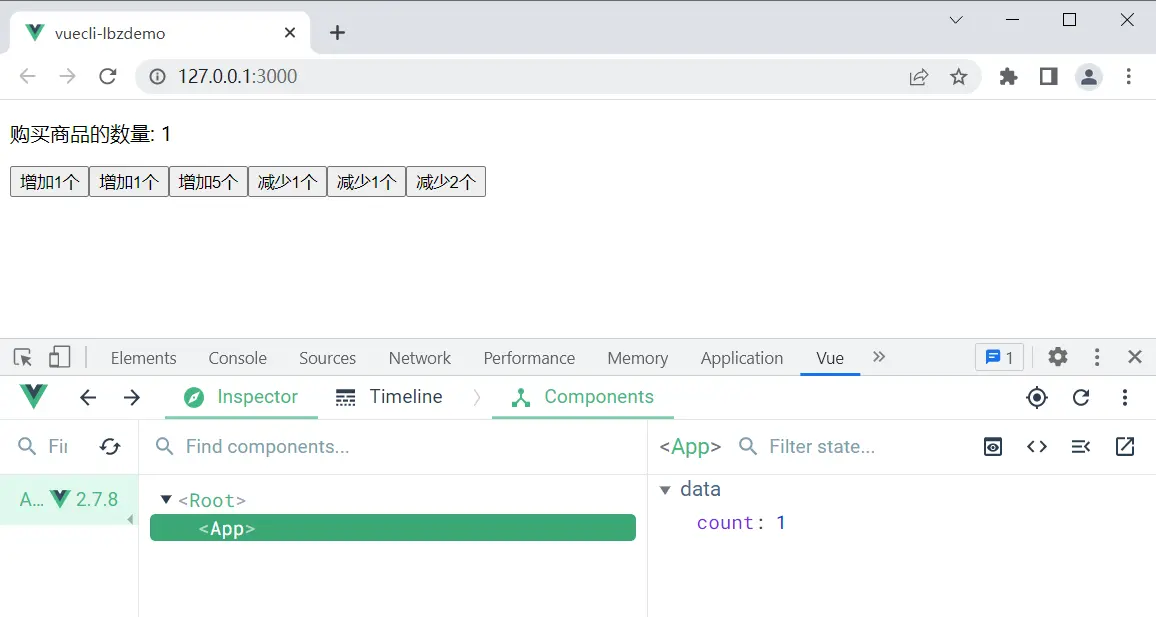 vuecli-lbzdemo
127.0.0.1:3000
购买商品的数量: 1
增加1个 增加1个 增加5个 减少1个 减少1个 减少2个
Elements Console Sources Network Performance Memory Application Vue 1
Inspector Timeline Components
Fin Find components... <App> Filter state...
A... 2.7.8 <Root> data
<App> count: 1